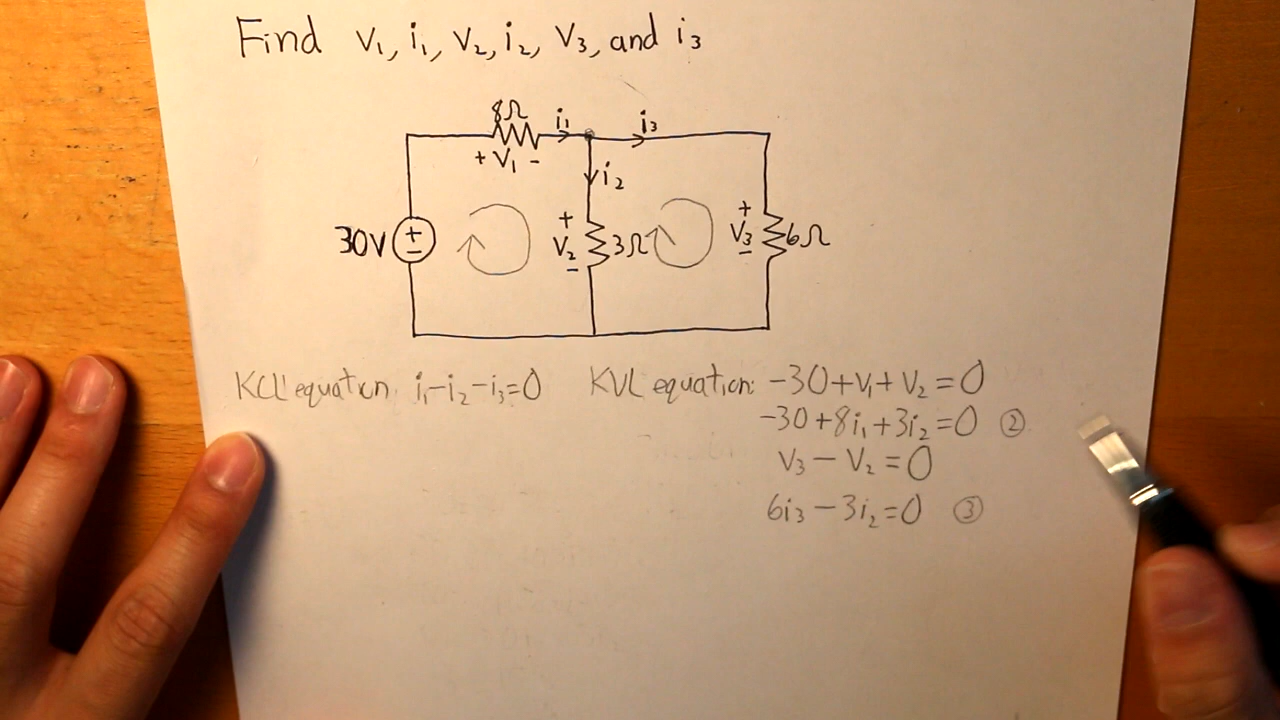 Find V₁, i₁, V₂, i₂, V₃, and i₃
8Ω
i₁
i₃
+ V₁ -
i₂
30V
+
-
+
V₂
-
3Ω
+
V₃
-
6Ω
KCL equation: i₁-i₂-i₃=0
KVL equation: -30+V₁+V₂=0
-30+8i₁+3i₂=0 ②
V₃-V₂=0
6i₃-3i₂=0 ③